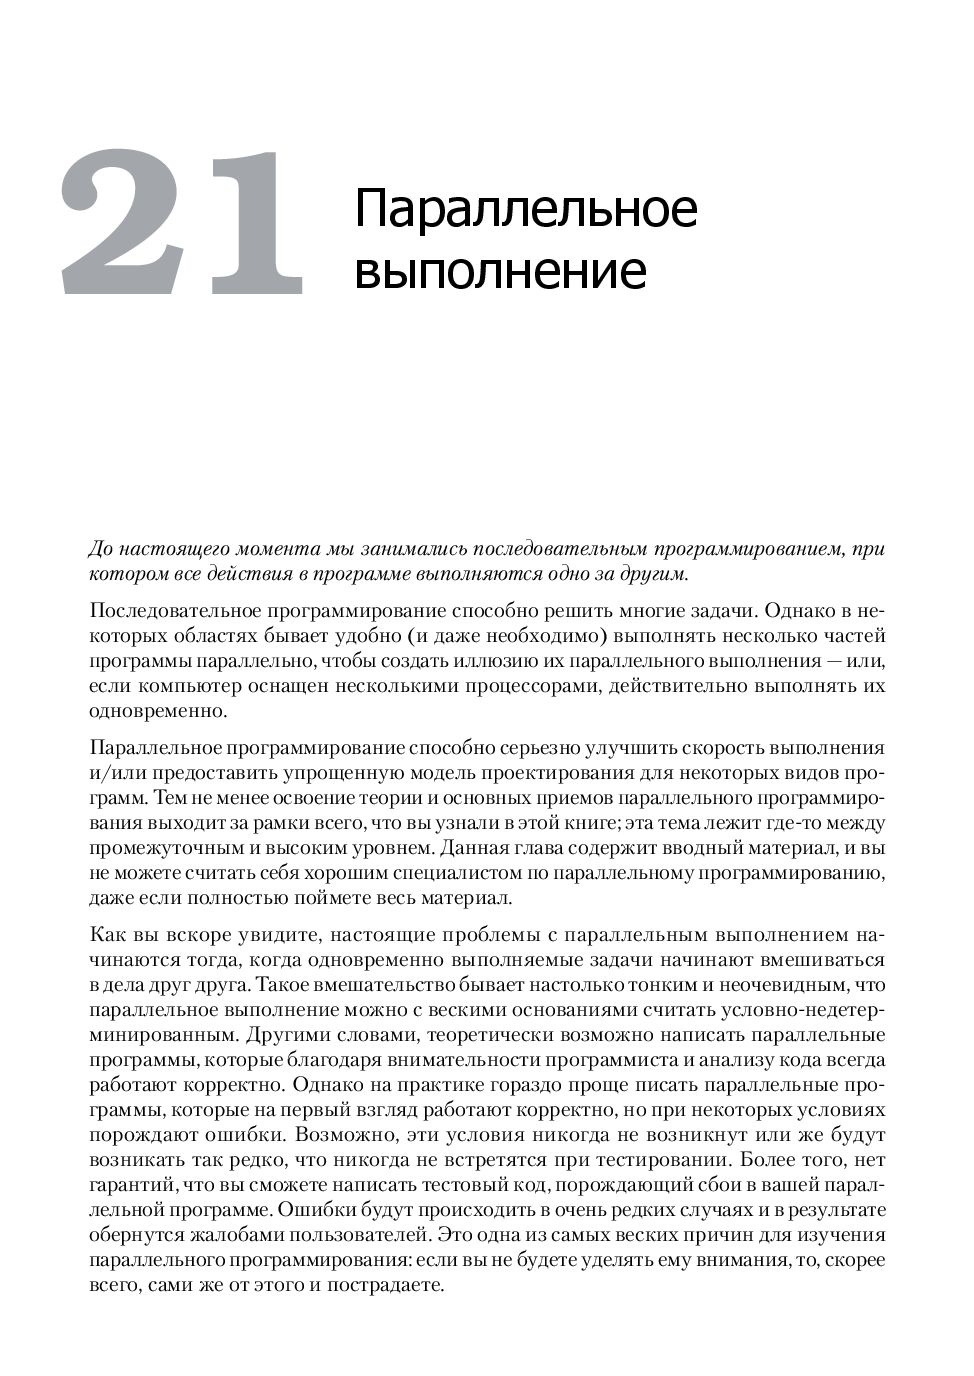 21
Параллельное
выполнение
До настоящего момента мы занимались последовательным программированием, при
котором все действия в программе выполняются одно за другим.
Последовательное программирование способно решить многие задачи. Однако в не-
которых областях бывает удобно (и даже необходимо) выполнять несколько частей
программы параллельно, чтобы создать иллюзию их параллельного выполнения — или,
если компьютер оснащен несколькими процессорами, действительно выполнять их
одновременно.
Параллельное программирование способно серьезно улучшить скорость выполнения
и/или предоставить упрощенную модель проектирования для некоторых видов про-
грамм. Тем не менее освоение теории и основных приемов параллельного программиро-
вания выходит за рамки всего, что вы узнали в этой книге; эта тема лежит где-то между
промежуточным и высоким уровнем. Данная глава содержит вводный материал, и вы
не можете считать себя хорошим специалистом по параллельному программированию,
даже если полностью поймете весь материал.
Как вы вскоре увидите, настоящие проблемы с параллельным выполнением на-
чинаются тогда, когда одновременно выполняемые задачи начинают вмешиваться
в дела друг друга. Такое вмешательство бывает настолько тонким и неочевидным, что
параллельное выполнение можно с вескими основаниями считать условно-недетер-
минированным. Другими словами, теоретически возможно написать параллельные
программы, которые благодаря внимательности программиста и анализу кода всегда
работают корректно. Однако на практике гораздо проще писать параллельные про-
граммы, которые на первый взгляд работают корректно, но при некоторых условиях
порождают ошибки. Возможно, эти условия никогда не возникнут или же будут
возникать так редко, что никогда не встретятся при тестировании. Более того, нет
гарантий, что вы сможете написать тестовый код, порождающий сбои в вашей парал-
лельной программе. Ошибки будут происходить в очень редких случаях и в результате
обернутся жалобами пользователей. Это одна из самых веских причин для изучения
параллельного программирования: если вы не будете уделять ему внимания, то, скорее
всего, сами же от этого и пострадаете.